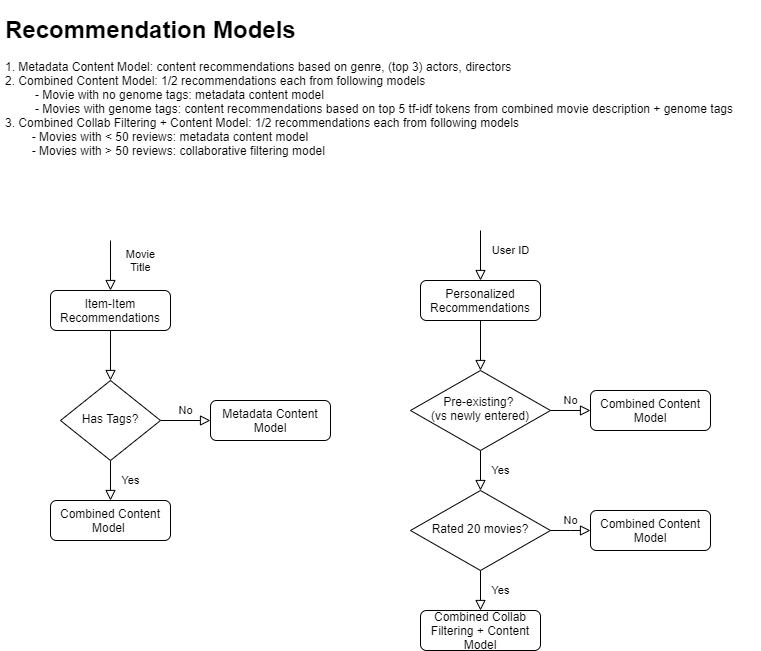 Recommendation Models
1. Metadata Content Model: content recommendations based on genre, (top 3) actors, directors
2. Combined Content Model: 1/2 recommendations each from following models
- Movie with no genome tags: metadata content model
- Movies with genome tags: content recommendations based on top 5 tf-idf tokens from combined movie description + genome tags
3. Combined Collab Filtering + Content Model: 1/2 recommendations each from following models
- Movies with < 50 reviews: metadata content model
- Movies with > 50 reviews: collaborative filtering model
Movie
Title
Item-Item
Recommendations
Has Tags?
No
Metadata Content
Model
Yes
Combined Content
Model
User ID
Personalized
Recommendations
Pre-existing?
(vs newly entered)
No
Combined Content
Model
Yes
Rated 20 movies?
No
Combined Content
Model
Yes
Combined Collab
Filtering + Content
Model